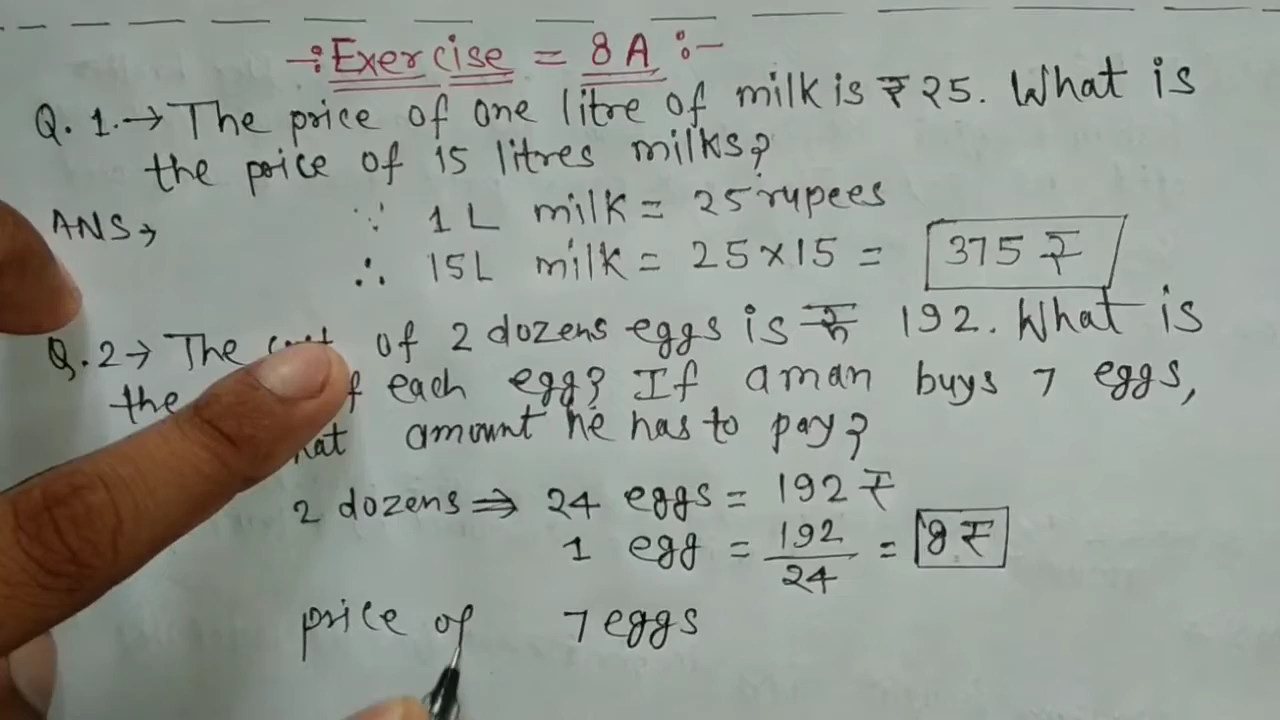 -: Exercise = 8A :-
Q. 1. → The price of one litre of milk is ₹ 25. What is
the price of 15 litres milks?
ANS → ∵ 1 L milk = 25 rupees
∴ 15L milk = 25×15 = 375 ₹
Q. 2 → The cost of 2 dozens eggs is ₹ 192. What is
the of each egg? If a man buys 7 eggs,
amount he has to pay?
2 dozens ⇒ 24 eggs = 192 ₹
1 egg = 192/24 = 8 ₹
price of 7 eggs